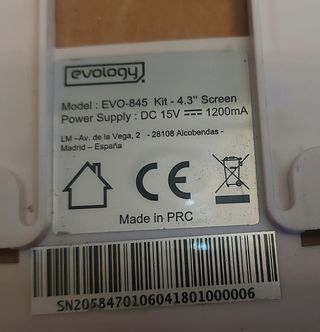 evology
Model : EVO-845 Kit - 4.3" Screen
Power Supply : DC 15V ⎓ 1200mA
LM –Av. de la Vega, 2 - 28108 Alcobendas -
Madrid – España
CE
Made in PRC
SN2058470106041801000006